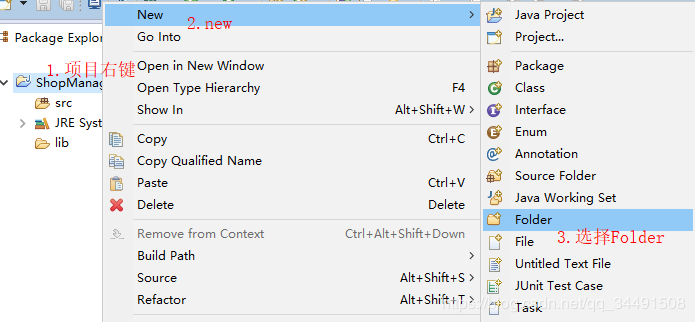 Package Explor
1.项目右键
ShopManag
src
JRE Syst
lib
New
2.new
Go Into
Open in New Window
Open Type Hierarchy F4
Show In Alt+Shift+W
Copy Ctrl+C
Copy Qualified Name
Paste Ctrl+V
Delete Delete
Remove from Context Ctrl+Alt+Shift+Down
Build Path
Source Alt+Shift+S
Refactor Alt+Shift+T
Java Project
Project...
Package
Class
Interface
Enum
Annotation
Source Folder
Java Working Set
Folder
3.选择Folder
File
Untitled Text File
JUnit Test Case
Task
https://blog.csdn.net/qq_34491508